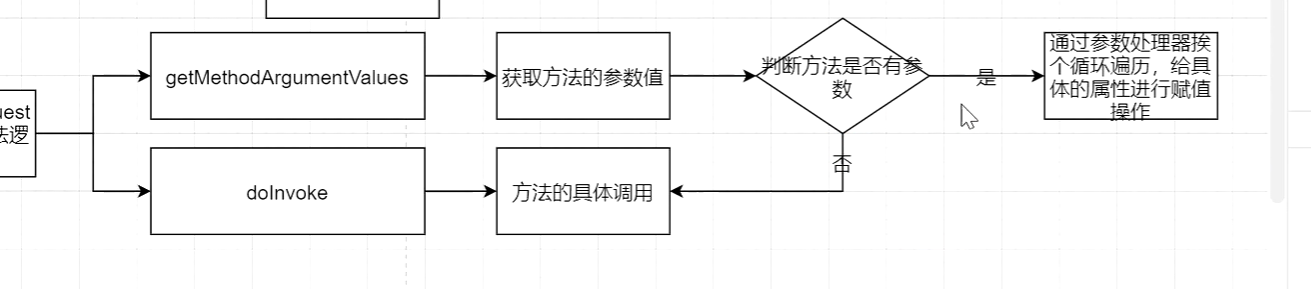 uest
法逻
getMethodArgumentValues
获取方法的参数值
判断方法是否有参
数
是
通过参数处理器挨
个循环遍历，给具
体的属性进行赋值
操作
否
doInvoke
方法的具体调用